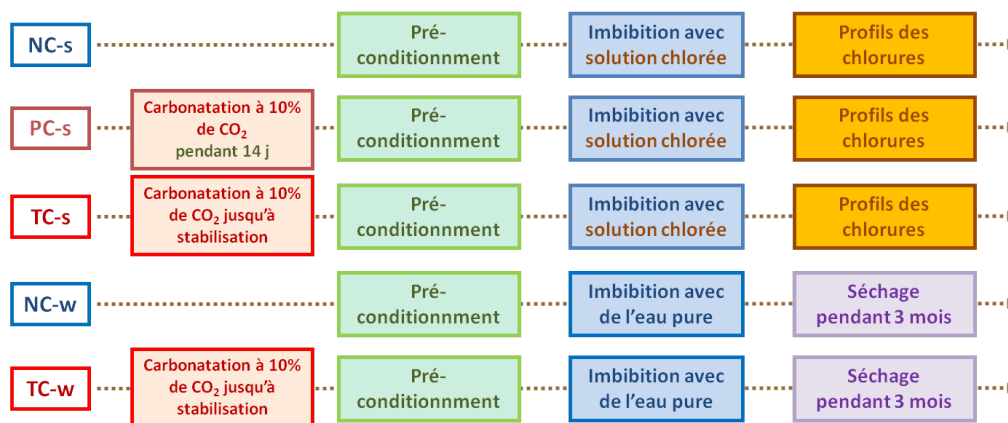 NC-s
Pré-
conditionnment
Imbibition avec
solution chlorée
Profils des
chlorures
PC-s
Carbonatation à 10%
de CO₂
pendant 14 j
Pré-
conditionnment
Imbibition avec
solution chlorée
Profils des
chlorures
TC-s
Carbonatation à 10%
de CO₂ jusqu'à
stabilisation
Pré-
conditionnment
Imbibition avec
solution chlorée
Profils des
chlorures
NC-w
Pré-
conditionnment
Imbibition avec
de l'eau pure
Séchage
pendant 3 mois
TC-w
Carbonatation à 10%
de CO₂ jusqu'à
stabilisation
Pré-
conditionnment
Imbibition avec
de l'eau pure
Séchage
pendant 3 mois